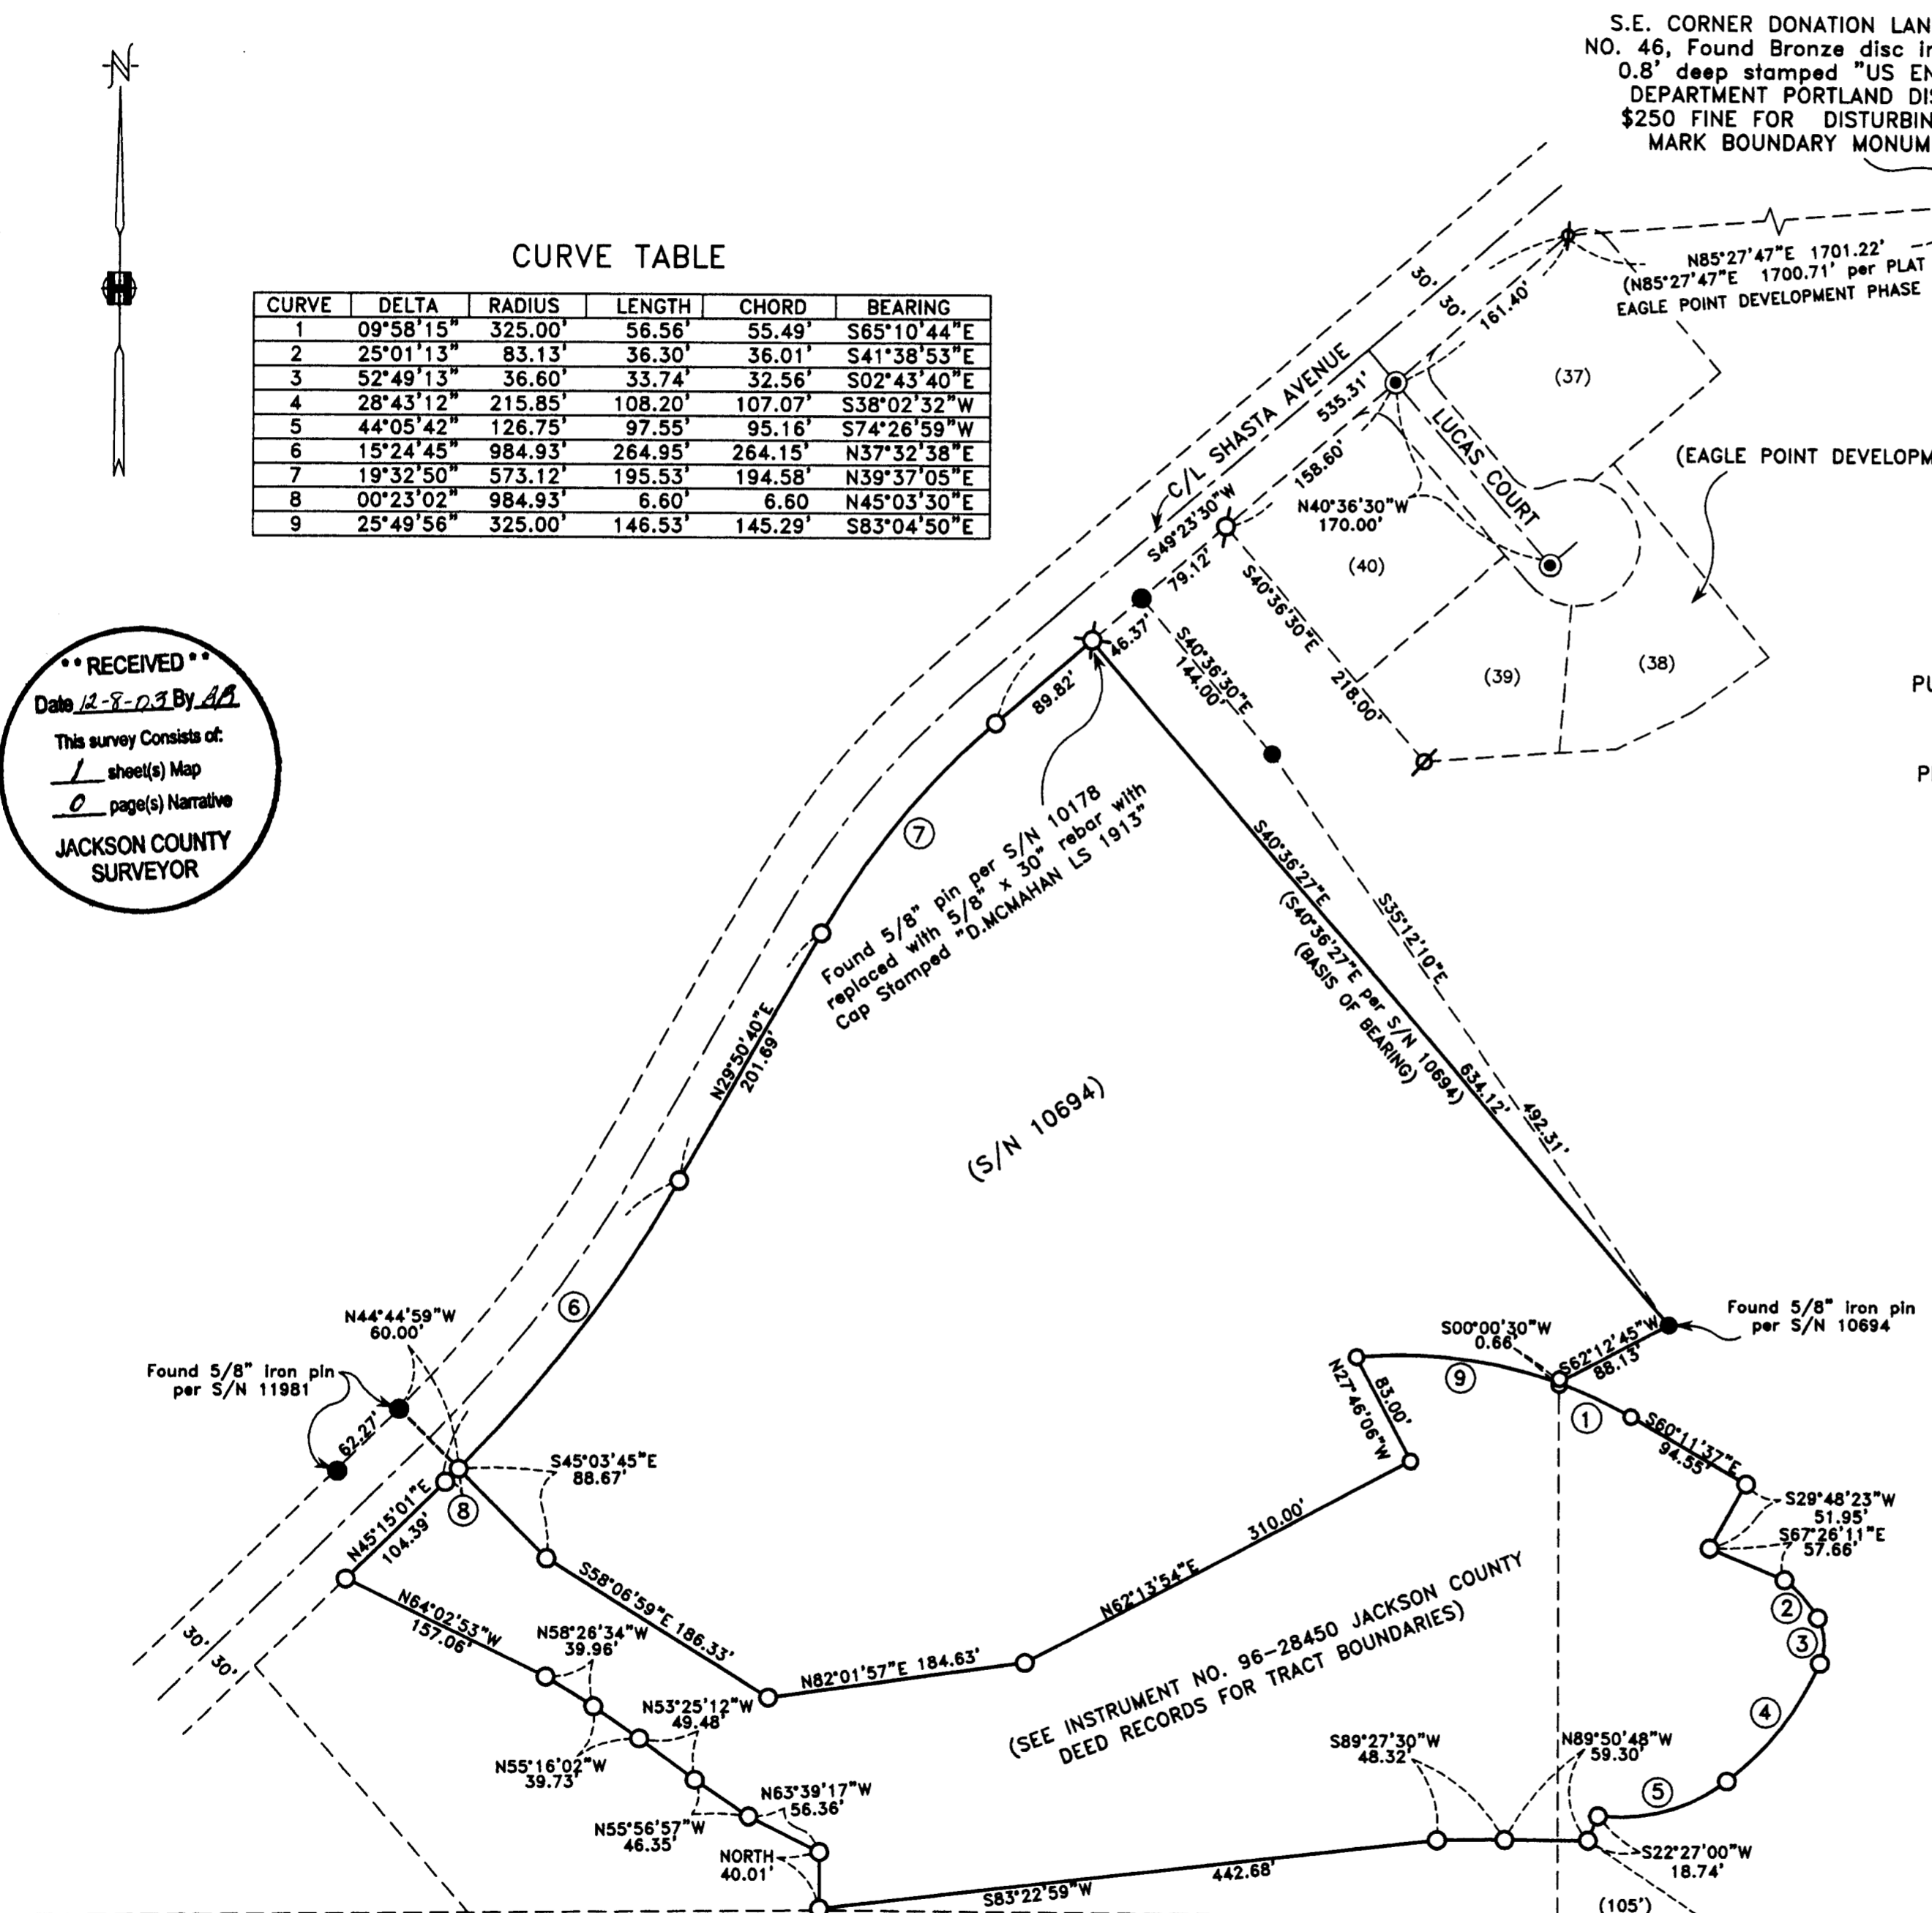 N
S.E. CORNER DONATION LAN
NO. 46, Found Bronze disc in
0.8' deep stamped "US EN
DEPARTMENT PORTLAND DIS
$250 FINE FOR DISTURBIN
MARK BOUNDARY MONUM
CURVE TABLE
CURVE DELTA RADIUS LENGTH CHORD BEARING
1 09°58'15" 325.00' 56.56' 55.49' S65°10'44"E
2 25°01'13" 83.13' 36.30' 36.01' S41°38'53"E
3 52°49'13" 36.60' 33.74' 32.56' S02°43'40"E
4 28°43'12" 215.85' 108.20' 107.07' S38°02'32"W
5 44°05'42" 126.75' 97.55' 95.16' S74°26'59"W
6 15°24'45" 984.93' 264.95' 264.15' N37°32'38"E
7 19°32'50" 573.12' 195.53' 194.58' N39°37'05"E
8 00°23'02" 984.93' 6.60' 6.60 N45°03'30"E
9 25°49'56" 325.00' 146.53' 145.29' S83°04'50"E
N85°27'47"E 1701.22'
(N85°27'47"E 1700.71' per PLAT
EAGLE POINT DEVELOPMENT PHASE
30' 30'
161.40'
(37)
C/L SHASTA AVENUE
535.31'
LUCAS COURT
(EAGLE POINT DEVELOPM
158.60'
S49°23'30"W
79.12'
N40°36'30"W
170.00'
(40)
S40°36'30"E
218.00'
(39)
(38)
46.37'
S40°36'30"E
144.00'
89.82'
PU
P
** RECEIVED **
Date 12-8-03 By
This survey Consists of:
1 sheet(s) Map
0 page(s) Narrative
JACKSON COUNTY
SURVEYOR
7
Found 5/8" pin per S/N 10178
replaced with 5/8" x 30" rebar with
Cap Stamped "D.MCMAHAN LS 1913"
S40°36'27"E
(S40°36'27"E per S/N 10694)
(BASIS OF BEARING)
634.12'
S35°12'10"E
492.31'
N29°50'40"E
201.69'
(S/N 10694)
6
N44°44'59"W
60.00'
Found 5/8" iron pin
per S/N 11981
62.27'
S45°03'45"E
88.67'
8
N45°15'01"E
104.39'
30'
30'
S00°00'30"W
0.66'
S62°12'45"W
88.13'
Found 5/8" iron pin
per S/N 10694
9
N27°46'06"W
83.00'
1
S60°11'37"E
94.55'
S29°48'23"W
51.95'
S67°26'11"E
57.66'
2
3
4
5
310.00'
N62°13'54"E
N82°01'57"E 184.63'
S58°06'59"E 186.33'
N64°02'53"W
157.06'
N58°26'34"W
39.96'
N53°25'12"W
49.48'
N55°16'02"W
39.73'
N63°39'17"W
56.36'
N55°56'57"W
46.35'
NORTH
40.01'
(SEE INSTRUMENT NO. 96-28450 JACKSON COUNTY
DEED RECORDS FOR TRACT BOUNDARIES)
S89°27'30"W
48.32'
N89°50'48"W
59.30'
S22°27'00"W
18.74'
442.68'
S83°22'59"W
(105')